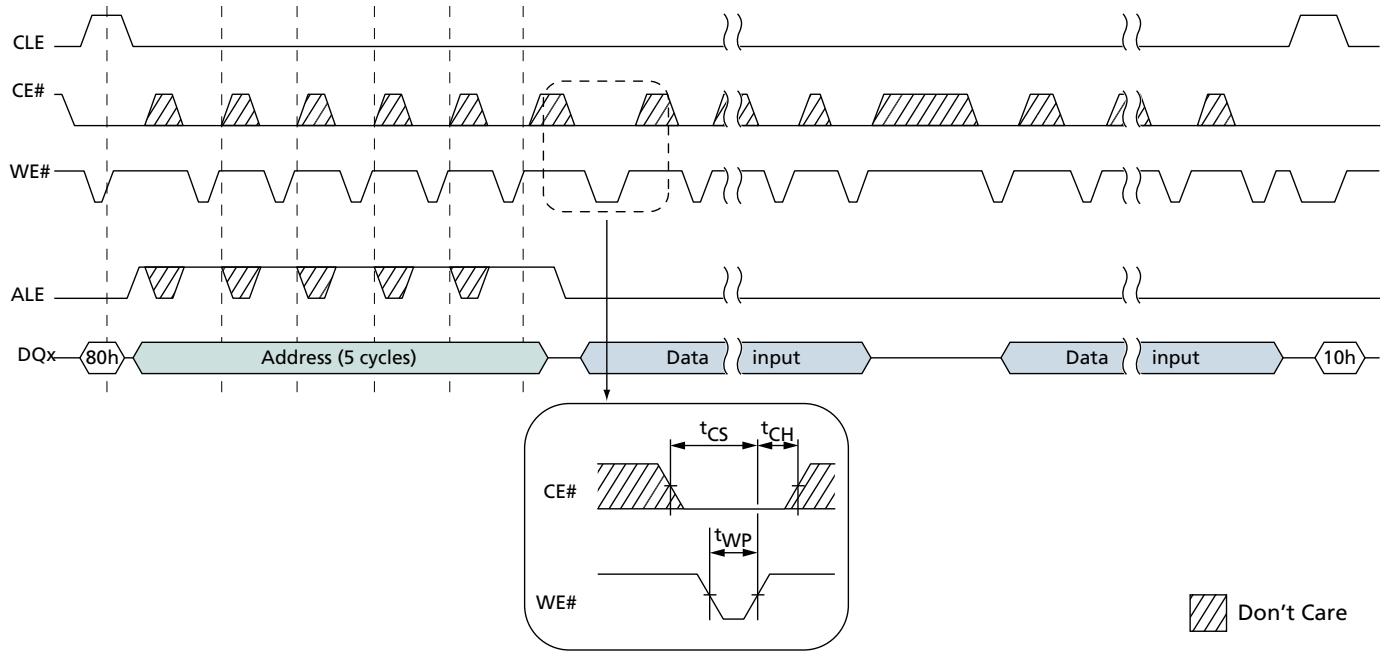 CLE
CE#
WE#
ALE
DQx
80h
Address (5 cycles)
Data input
Data input
10h
tCS
tCH
CE#
tWP
WE#
Don't Care